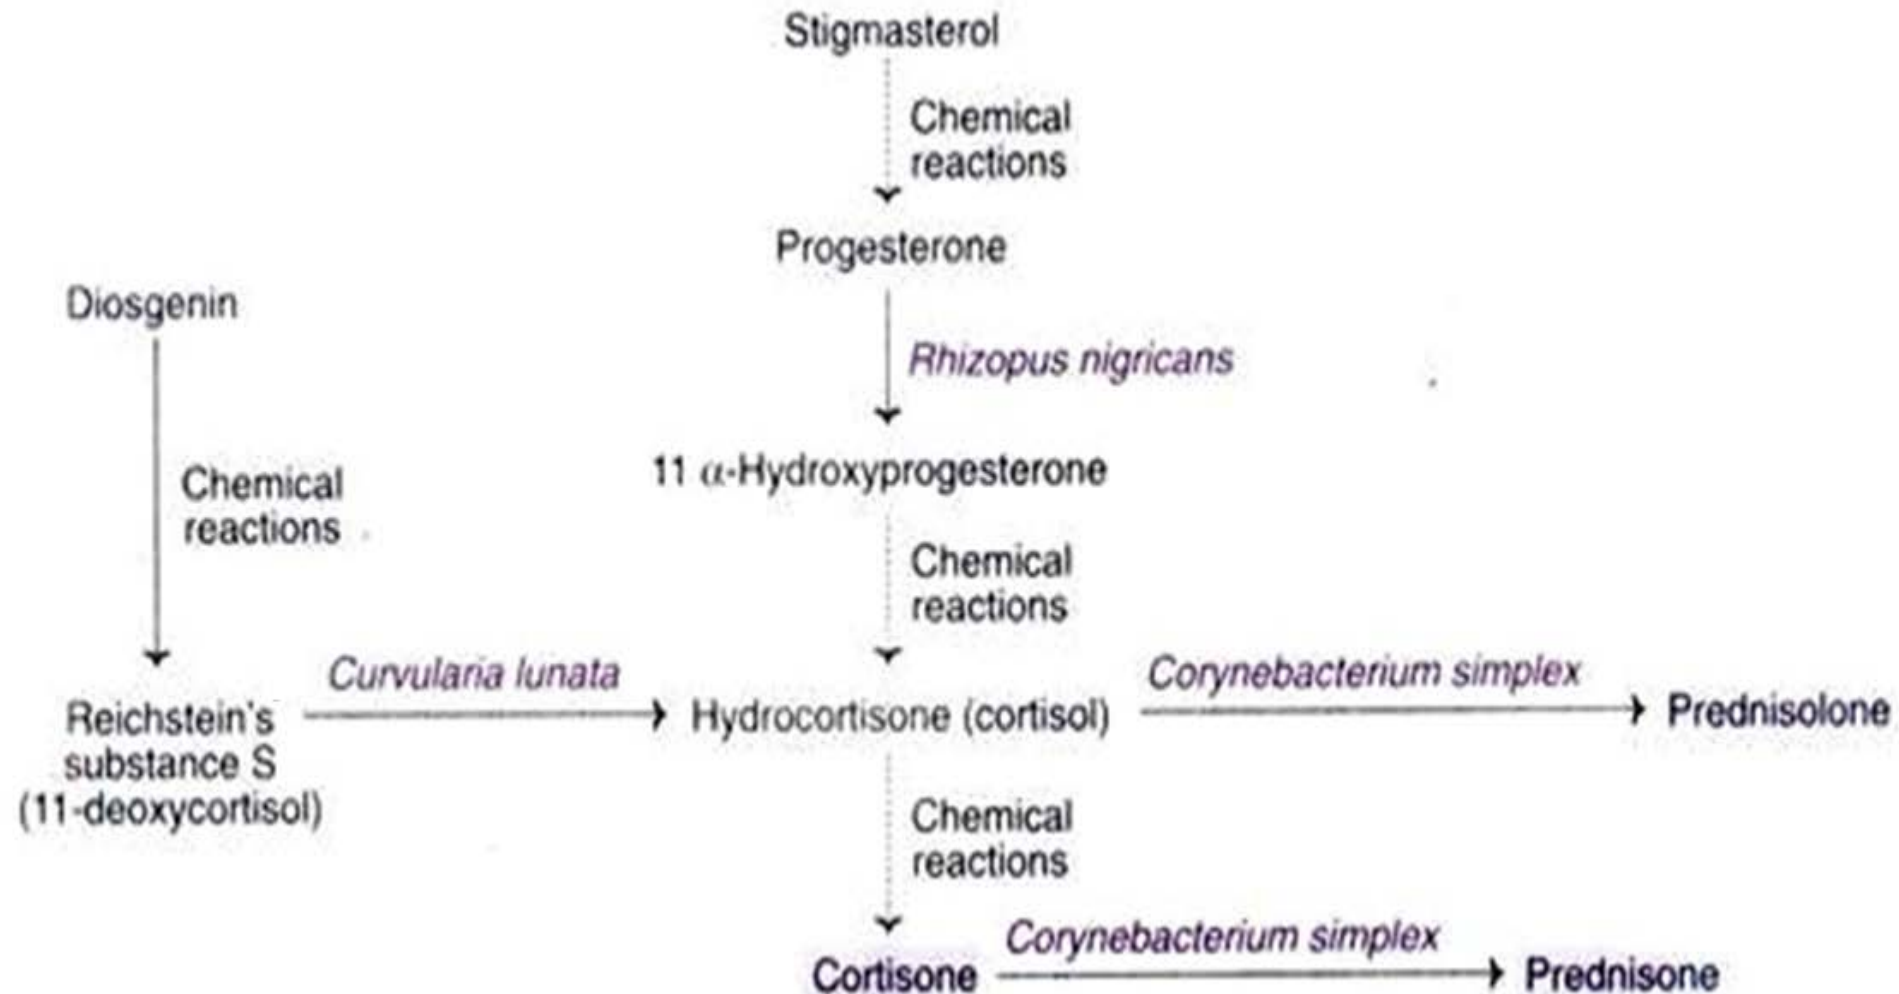 Stigmasterol
Chemical
reactions
Progesterone
Diosgenin
Rhizopus nigricans
11 α-Hydroxyprogesterone
Chemical
reactions
Chemical
reactions
Curvularia lunata
Corynebacterium simplex
Reichstein's
substance S
(11-deoxycortisol)
Hydrocortisone (cortisol)
Prednisolone
Chemical
reactions
Corynebacterium simplex
Cortisone
Prednisone